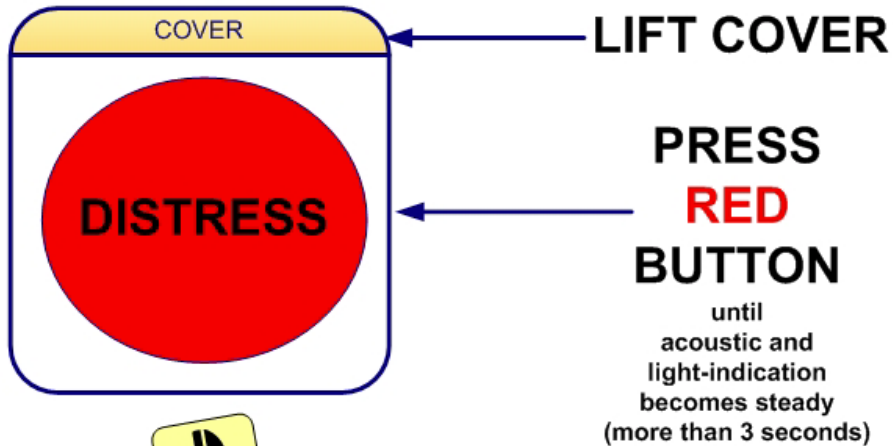 COVER
LIFT COVER
DISTRESS
PRESS
RED
BUTTON
until
acoustic and
light-indication
becomes steady
(more than 3 seconds)